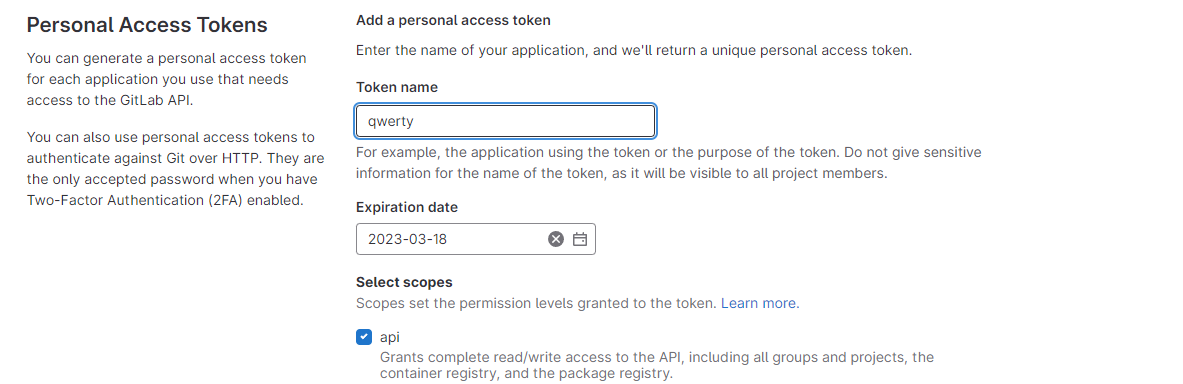 Personal Access Tokens
You can generate a personal access token
for each application you use that needs
access to the GitLab API.
You can also use personal access tokens to
authenticate against Git over HTTP. They are
the only accepted password when you have
Two-Factor Authentication (2FA) enabled.
Add a personal access token
Enter the name of your application, and we'll return a unique personal access token.
Token name
qwerty
For example, the application using the token or the purpose of the token. Do not give sensitive
information for the name of the token, as it will be visible to all project members.
Expiration date
2023-03-18
Select scopes
Scopes set the permission levels granted to the token. Learn more.
api
Grants complete read/write access to the API, including all groups and projects, the
container registry, and the package registry.